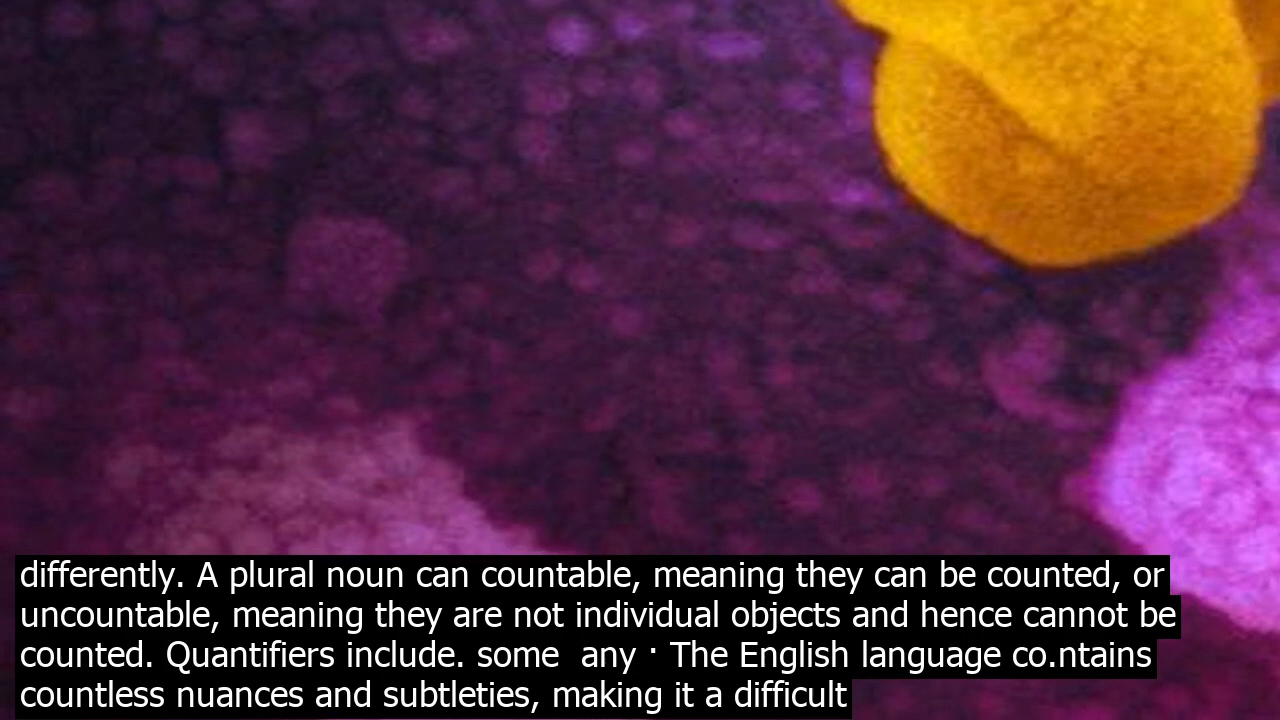 differently. A plural noun can countable, meaning they can be counted, or
uncountable, meaning they are not individual objects and hence cannot be
counted. Quantifiers include. some  any · The English language co.ntains
countless nuances and subtleties, making it a difficult